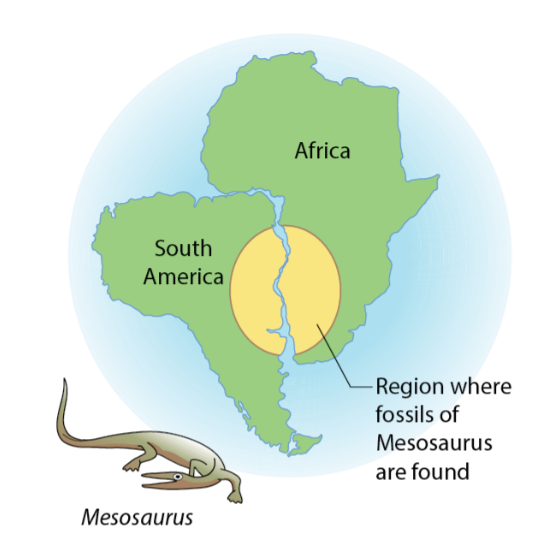 Africa
South
America
Region where
fossils of
Mesosaurus
are found
Mesosaurus